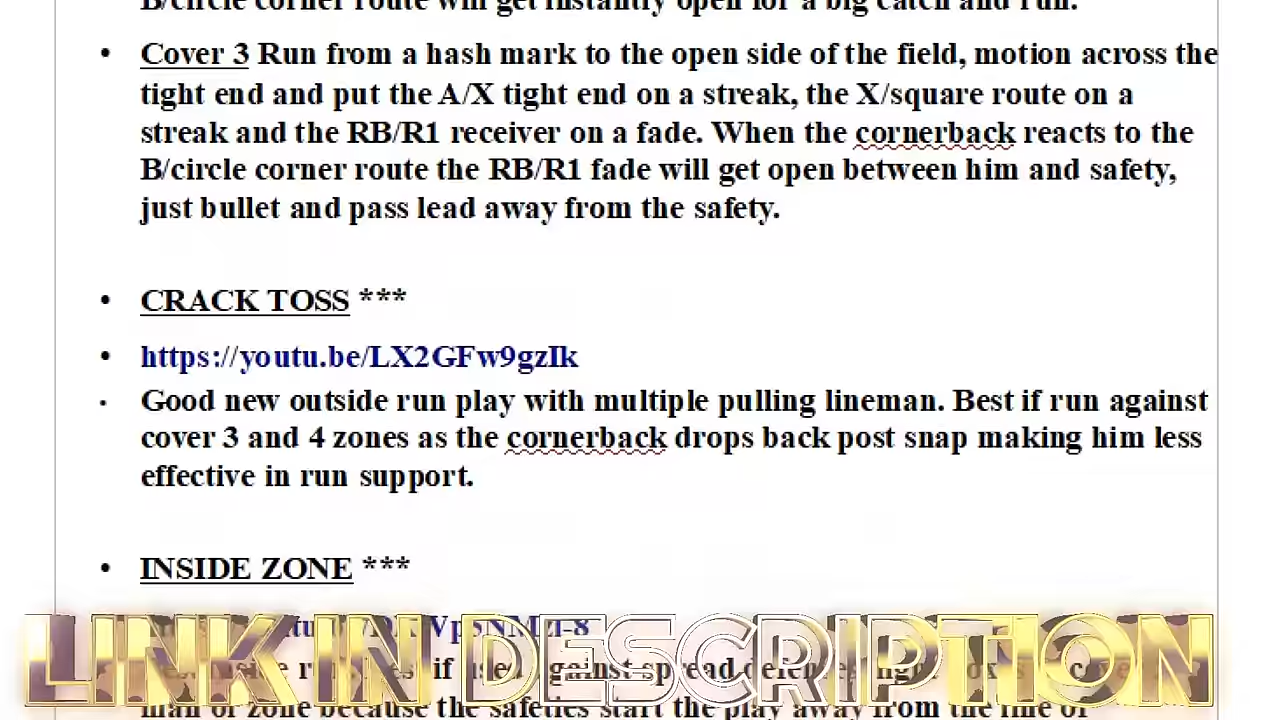 B/circle corner route will get instantly open for a big catch and run.
• Cover 3 Run from a hash mark to the open side of the field, motion across the
tight end and put the A/X tight end on a streak, the X/square route on a
streak and the RB/R1 receiver on a fade. When the cornerback reacts to the
B/circle corner route the RB/R1 fade will get open between him and safety,
just bullet and pass lead away from the safety.
• CRACK TOSS ***
• https://youtu.be/LX2GFw9gzIk
• Good new outside run play with multiple pulling lineman. Best if run against
cover 3 and 4 zones as the cornerback drops back post snap making him less
effective in run support.
• INSIDE ZONE ***
LINK IN DESCRIPTION
if used against spread
man or zone because the safeties start the play away from the line of